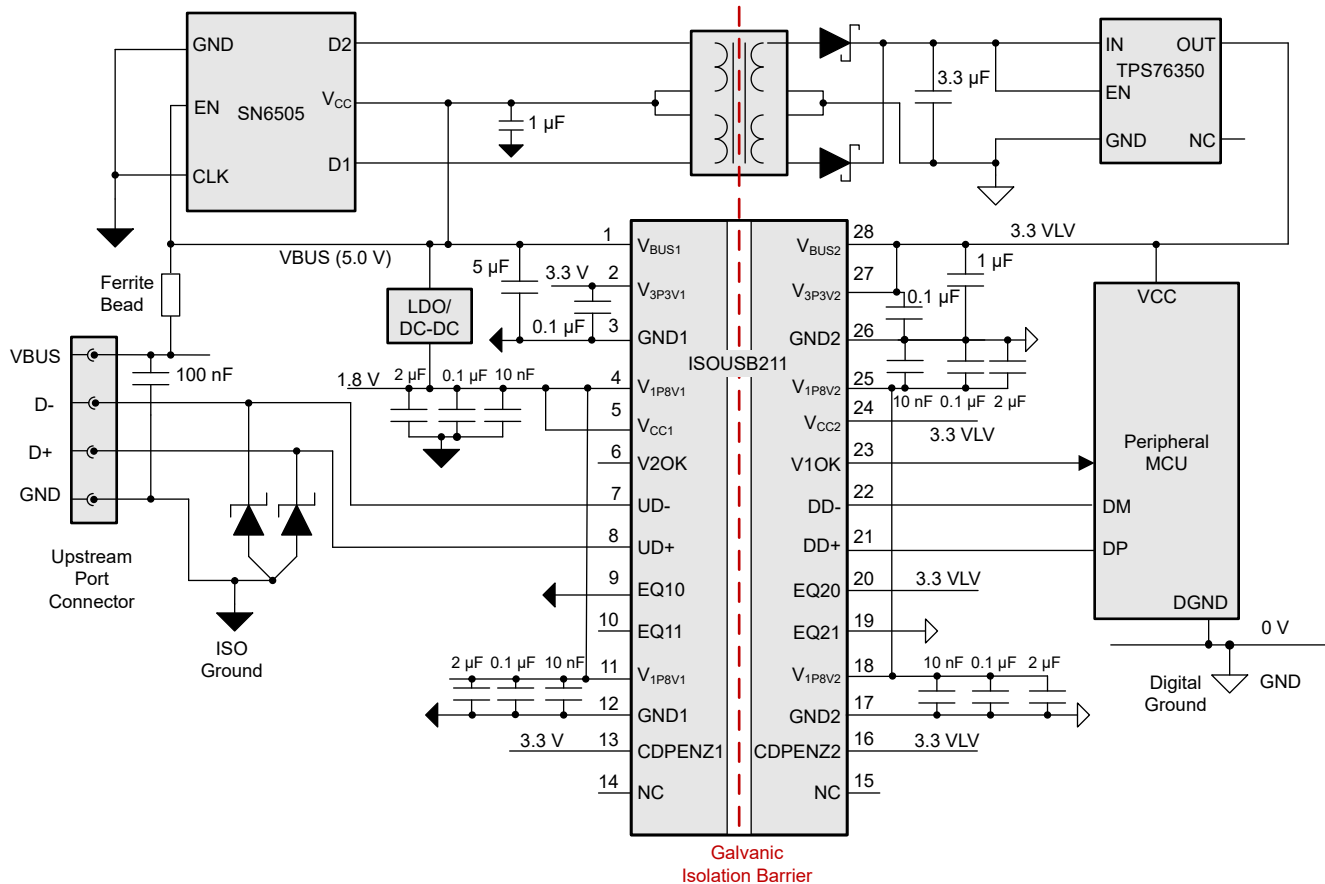 GND
D2
EN
SN6505
VCC
CLK
D1
1 µF
3.3 µF
IN
OUT
TPS76350
EN
GND
NC
VBUS (5.0 V)
Ferrite
Bead
LDO/
DC-DC
5 µF
3.3 V
0.1 µF
1.8 V
2 µF
0.1 µF
10 nF
VBUS
D-
D+
GND
100 nF
Upstream
Port
Connector
ISO
Ground
ISOUSB211
1
VBUS1
2
V3P3V1
3
GND1
4
V1P8V1
5
VCC1
6
V2OK
7
UD-
8
UD+
9
EQ10
10
EQ11
11
V1P8V1
12
GND1
13
CDPENZ1
14
NC
2 µF
0.1 µF
10 nF
3.3 V
VBUS2
28
V3P3V2
27
GND2
26
V1P8V2
25
VCC2
24
V1OK
23
DD-
22
DD+
21
EQ20
20
EQ21
19
V1P8V2
18
GND2
17
CDPENZ2
16
NC
15
3.3 VLV
1 µF
0.1 µF
10 nF
0.1 µF
2 µF
3.3 VLV
3.3 VLV
10 nF
0.1 µF
2 µF
3.3 VLV
VCC
Peripheral
MCU
DM
DP
DGND
0 V
Digital
Ground
GND
Galvanic
Isolation Barrier